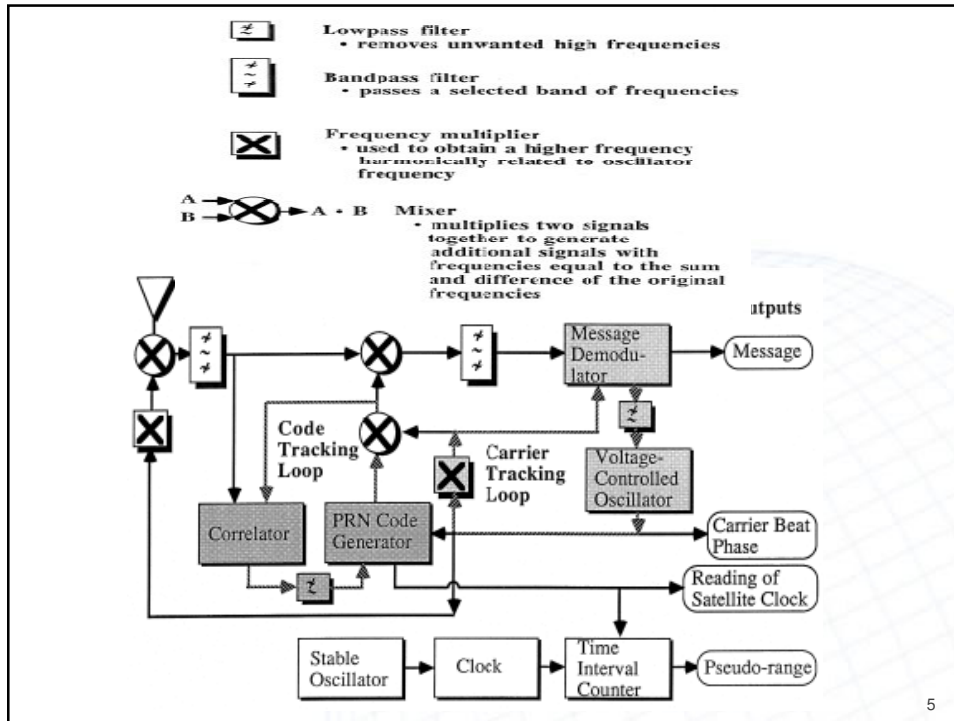 Lowpass filter
• removes unwanted high frequencies
Bandpass filter
• passes a selected band of frequencies
Frequency multiplier
• used to obtain a higher frequency
harmonically related to oscillator
frequency
A
B
A • B Mixer
• multiplies two signals
together to generate
additional signals with
frequencies equal to the sum
and difference of the original
frequencies
utputs
Message
Demodu-
lator
Message
Code
Tracking
Loop
Carrier
Tracking
Loop
Voltage-
Controlled
Oscillator
Correlator
PRN Code
Generator
Carrier Beat
Phase
Reading of
Satellite Clock
Stable
Oscillator
Clock
Time
Interval
Counter
Pseudo-range
5